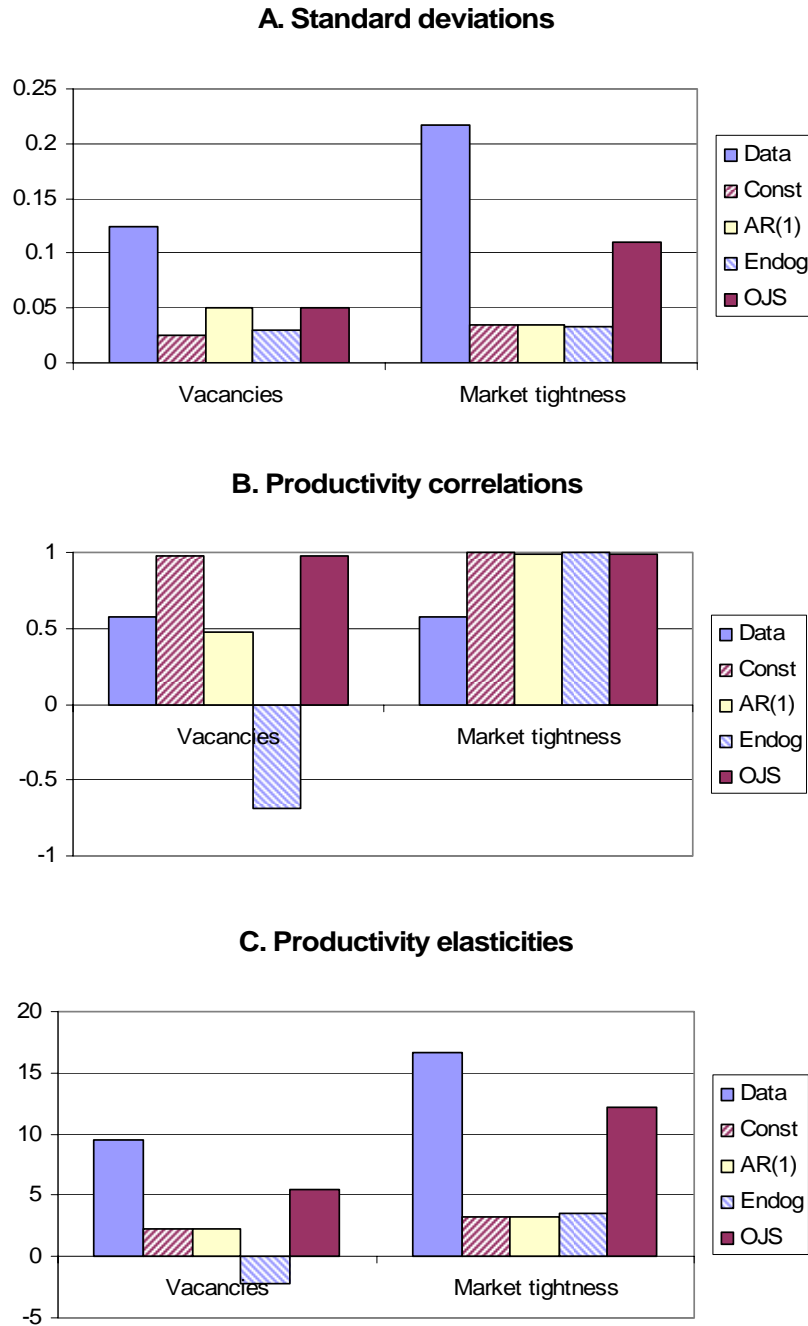 A. Standard deviations
0.25
0.2
0.15
0.1
0.05
0
Vacancies Market tightness
Data
Const
AR(1)
Endog
OJS
B. Productivity correlations
1
0.5
0
-0.5
-1
Vacancies Market tightness
Data
Const
AR(1)
Endog
OJS
C. Productivity elasticities
20
15
10
5
0
-5
Vacancies Market tightness
Data
Const
AR(1)
Endog
OJS